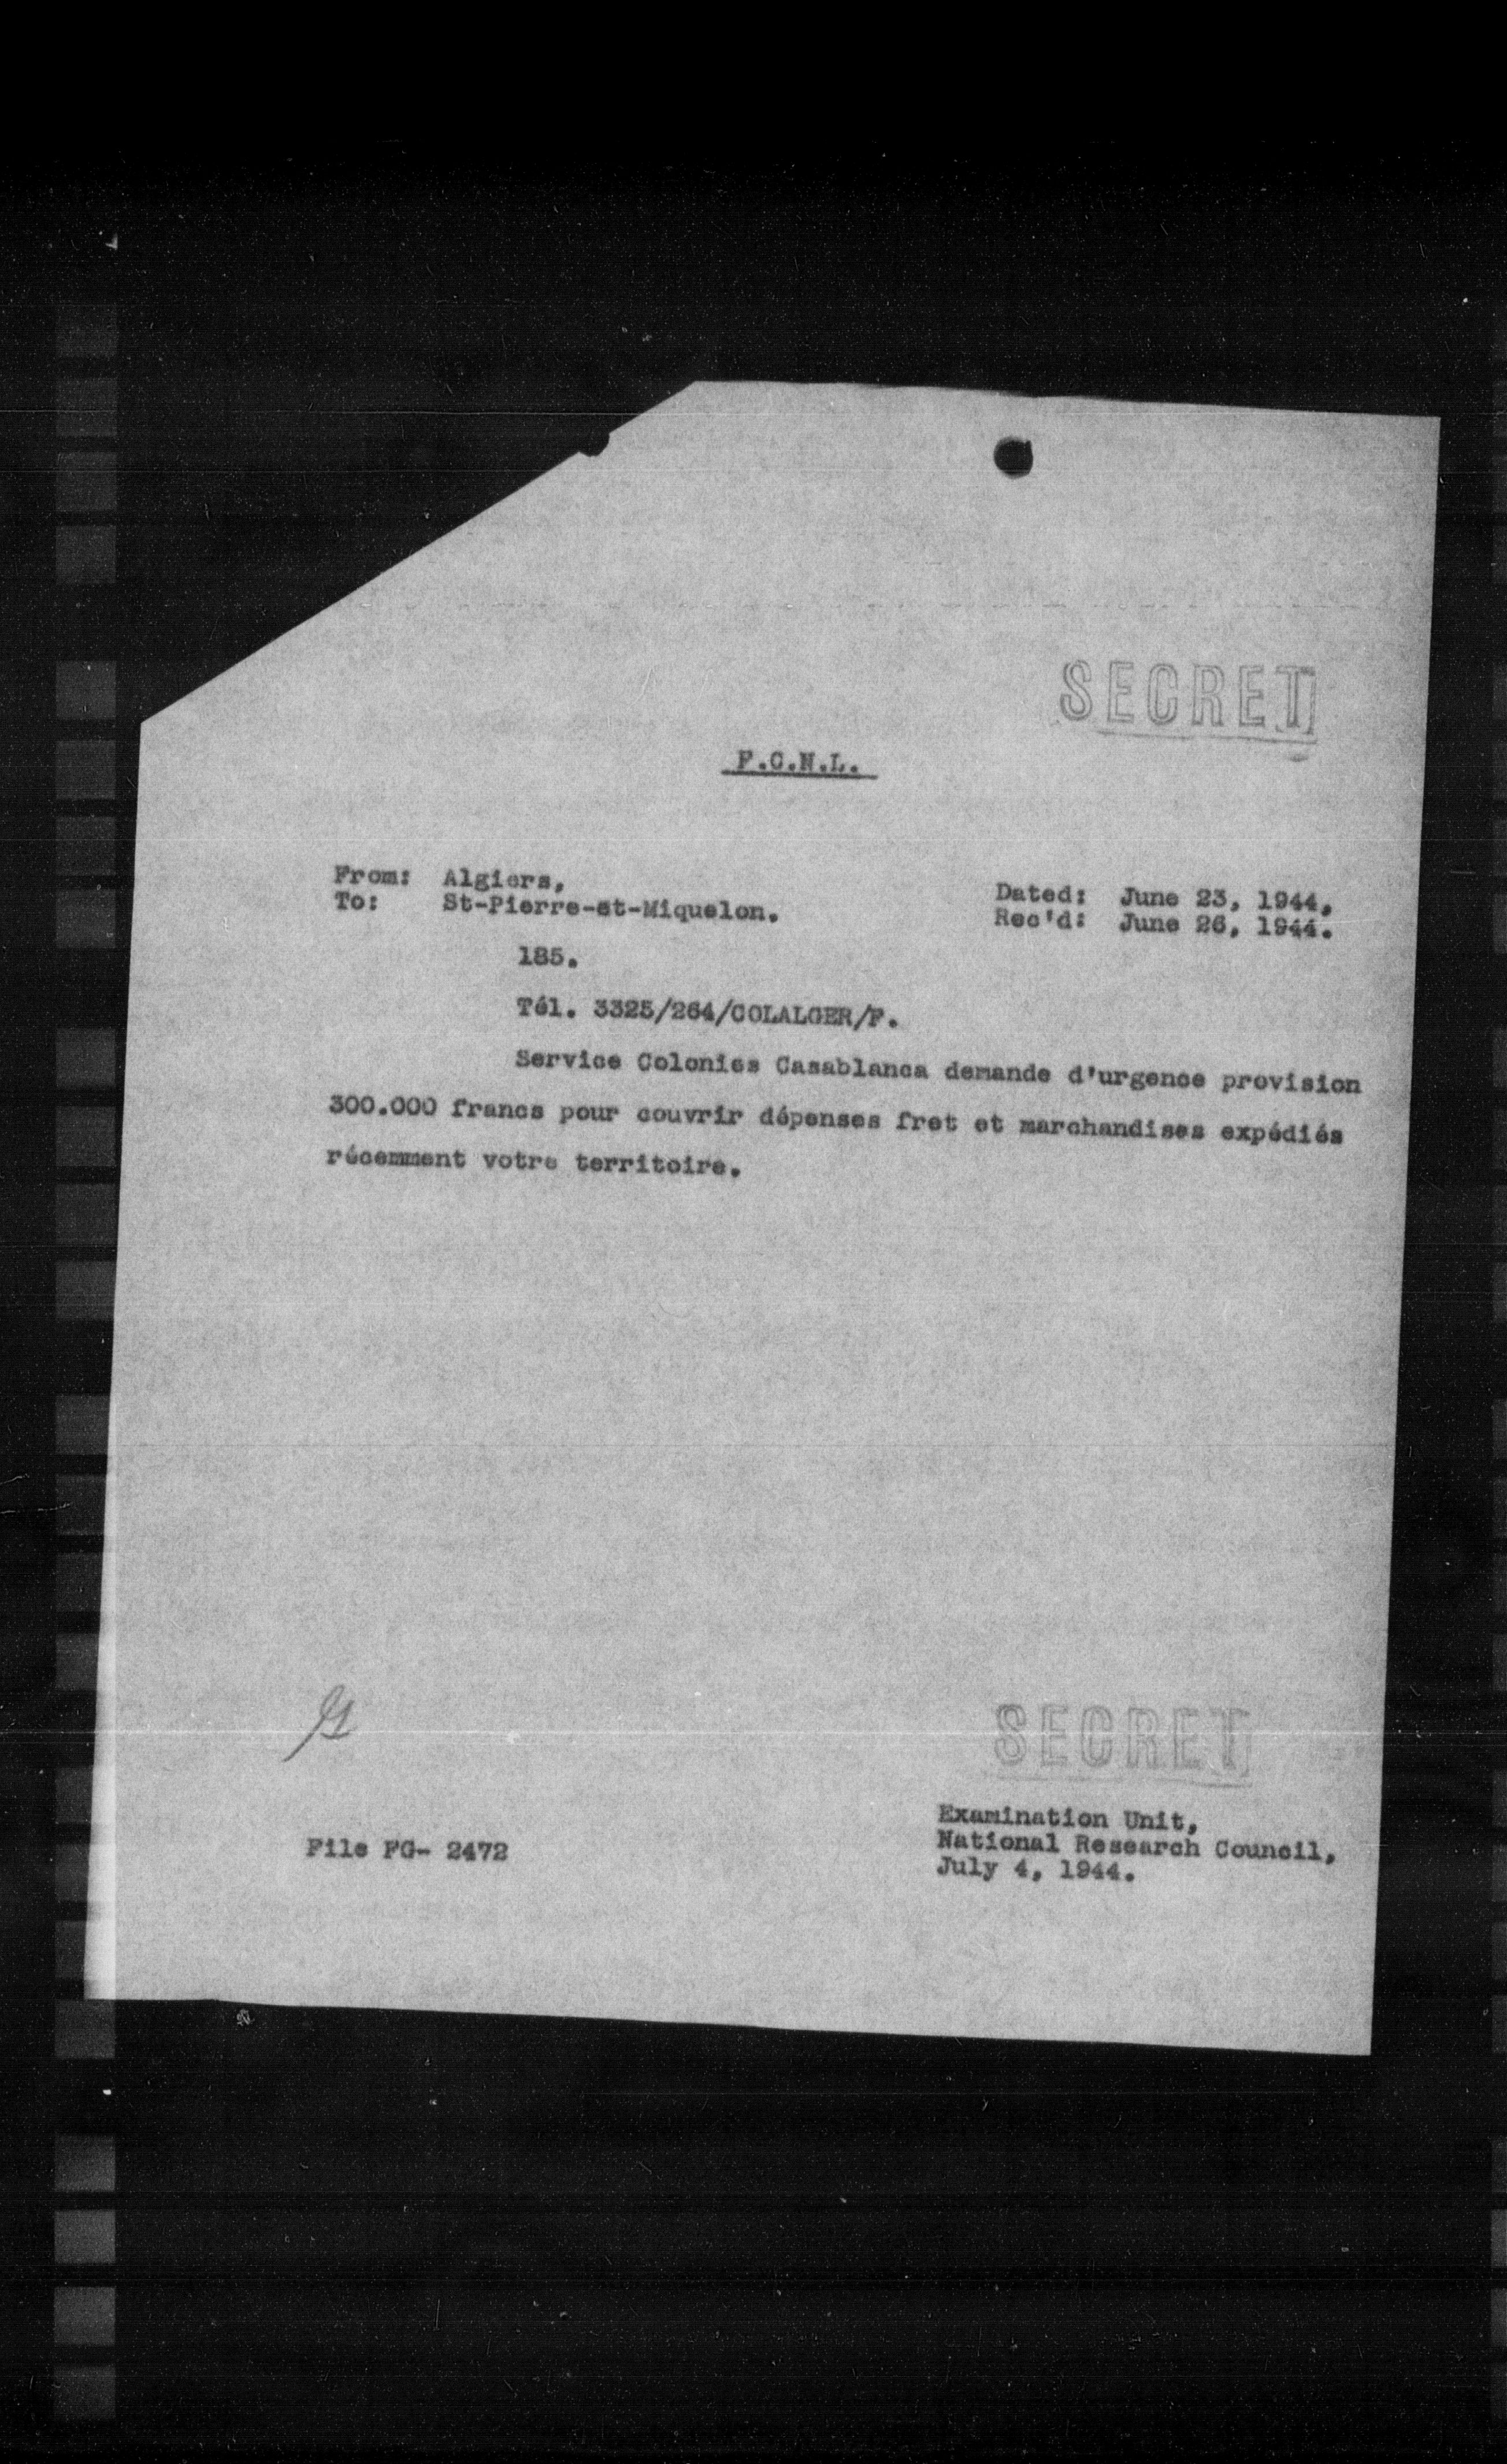 SECRET
F.C.N.L.
From: Algiers,
To: St-Pierre-et-Miquelon.
Dated: June 23, 1944.
Rec'd: June 26, 1944.
185.
Tél. 3325/264/COLALGER/F.
Service Colonies Casablanca demande d'urgence provision
300.000 francs pour couvrir dépenses fret et marchandises expédiés
récemment votre territoire.
SECRET
Examination Unit,
National Research Council,
July 4, 1944.
File FG- 2472